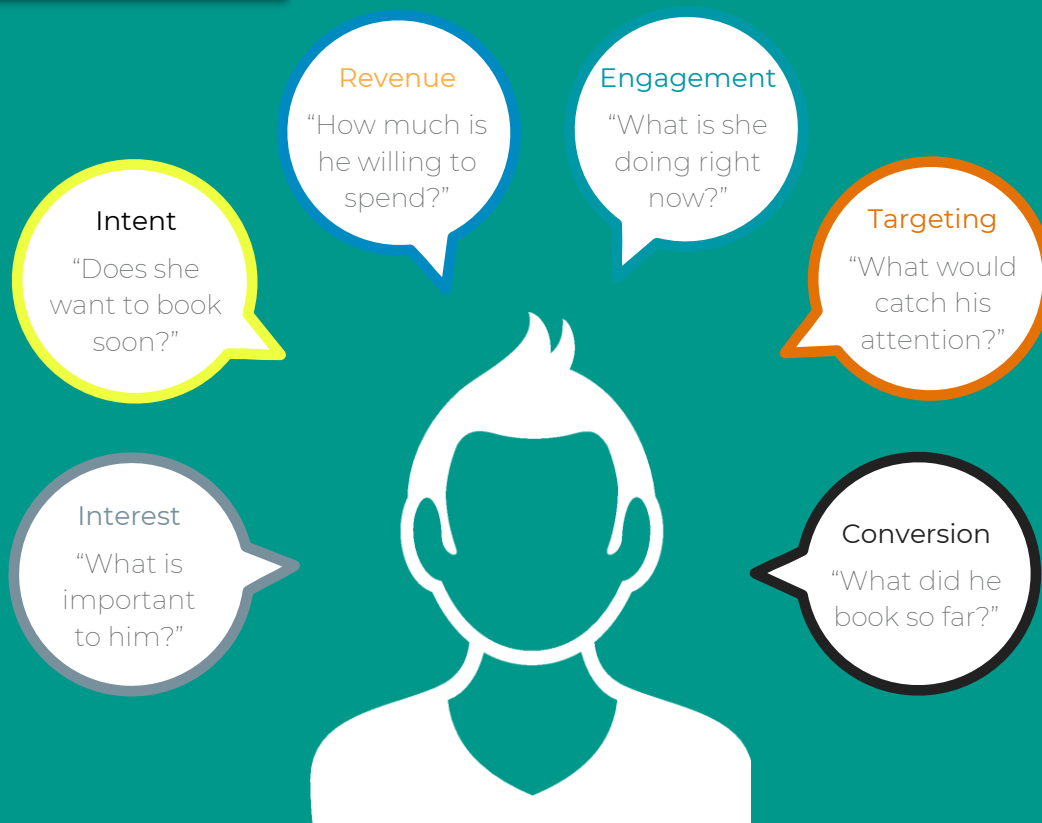 Revenue
“How much is
he willing to
spend?”
Engagement
“What is she
doing right
now?”
Intent
“Does she
want to book
soon?”
Targeting
“What would
catch his
attention?”
Interest
“What is
important
to him?”
Conversion
“What did he
book so far?”